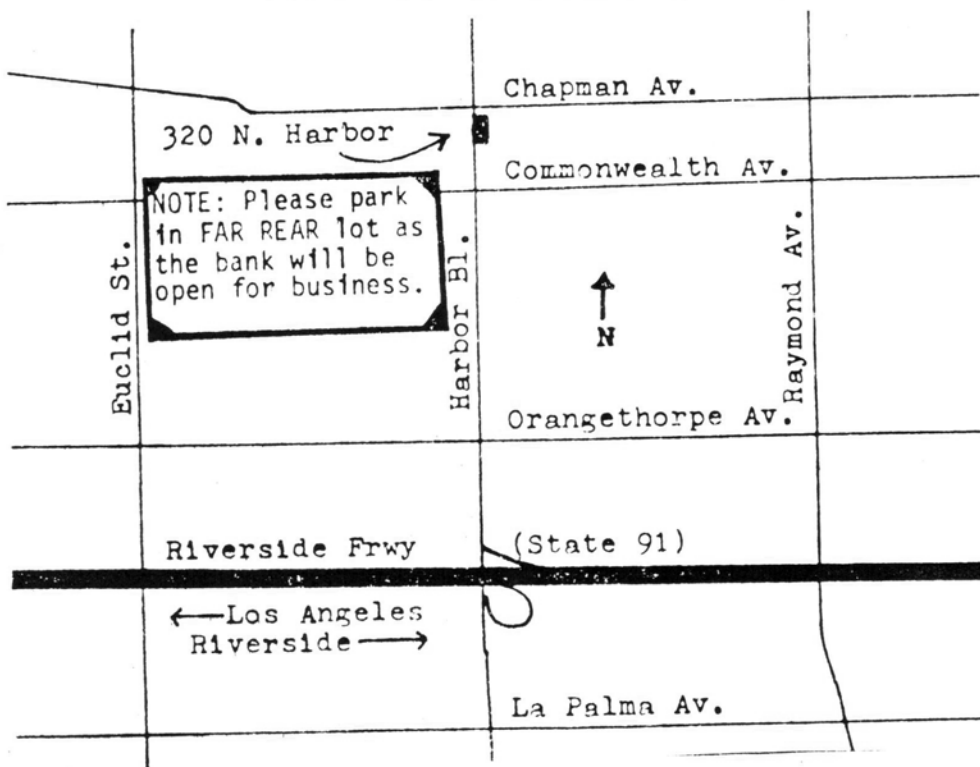 Chapman Av.
320 N. Harbor
Commonwealth Av.
NOTE: Please park
in FAR REAR lot as
the bank will be
open for business.
Euclid St.
Harbor Bl.
Raymond Av.
N
Orangethorpe Av.
Riverside Frwy
(State 91)
←Los Angeles
Riverside→
La Palma Av.